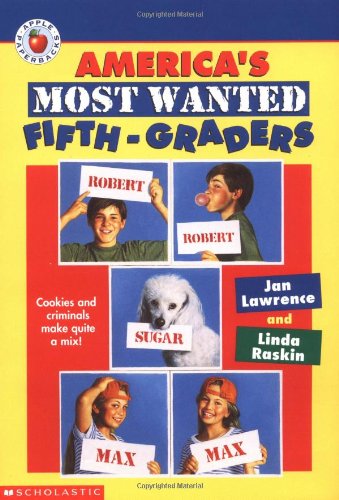 APPLE
PAPERBACKS
AMERICA'S
MOST WANTED
FIFTH-GRADERS
ROBERT
ROBERT
Cookies and
criminals
make quite
a mix!
SUGAR
Jan
Lawrence
and
Linda
Raskin
MAX
MAX
SCHOLASTIC